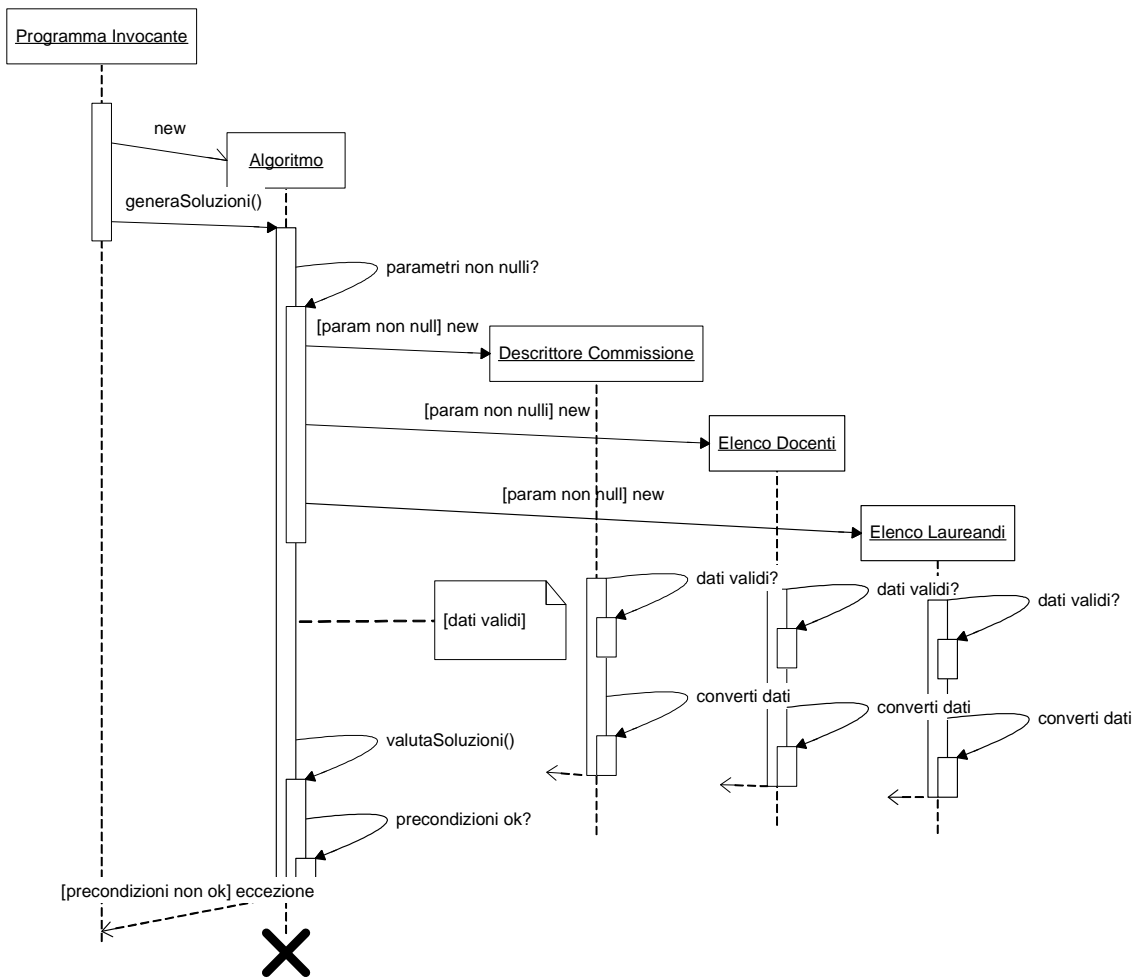 Programma Invocante
new
Algoritmo
generaSoluzioni()
parametri non nulli?
[param non null] new
Descrittore Commissione
[param non nulli] new
Elenco Docenti
[param non null] new
Elenco Laureandi
dati validi?
dati validi?
dati validi?
[dati validi]
converti dati
converti dati
converti dati
valutaSoluzioni()
precondizioni ok?
[precondizioni non ok] eccezione